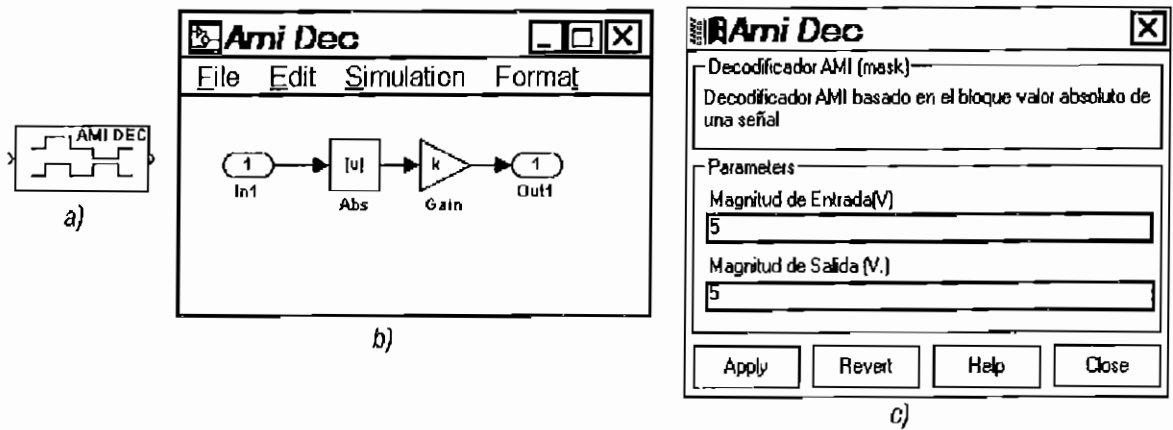 AMI DEC
a)
Ami Dec
File Edit Simulation Format
1
In1
|u|
Abs
k
Gain
1
Out1
b)
Ami Dec
Decodificador AMI (mask)
Decodificador AMI basado en el bloque valor absoluto de
una señal
Parameters
Magnitud de Entrada(V)
5
Magnitud de Salida (V.)
5
Apply Revert Help Close
c)